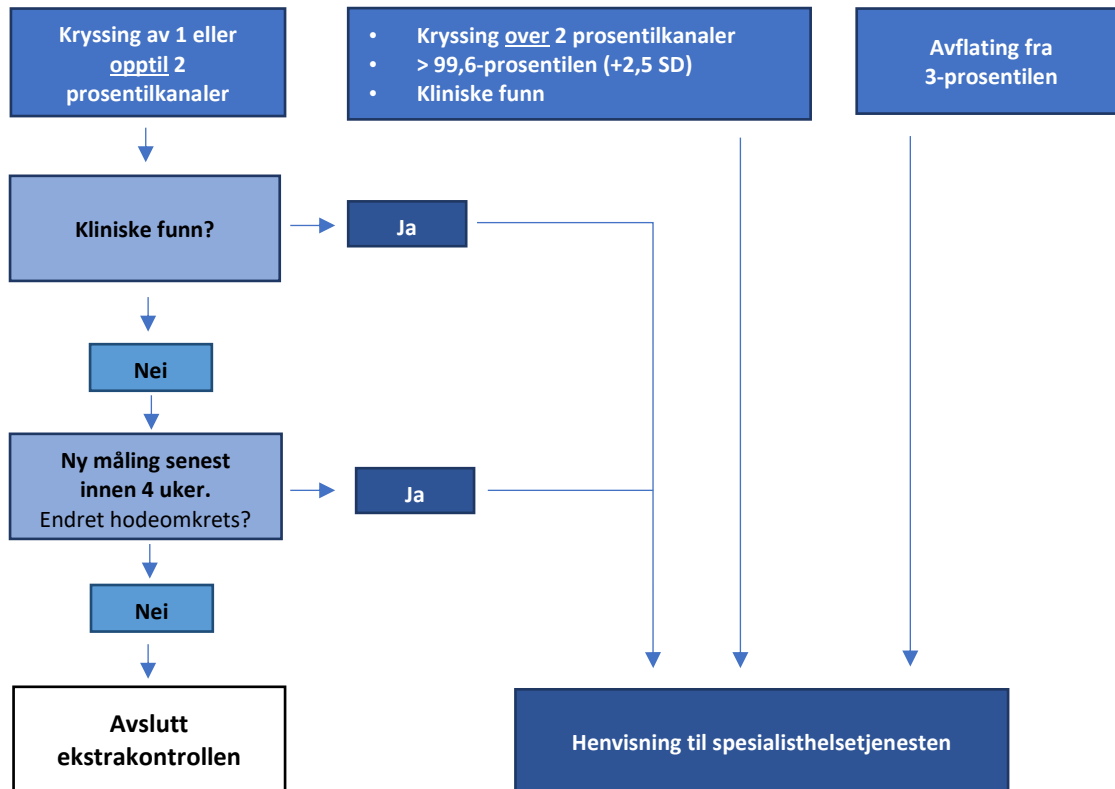 Kryssing av 1 eller
opptil 2
prosentilkanaler
• Kryssing over 2 prosentilkanaler
• > 99,6-prosentilen (+2,5 SD)
• Kliniske funn
Avflating fra
3-prosentilen
Kliniske funn?
Ja
Nei
Ny måling senest
innen 4 uker.
Endret hodeomkrets?
Ja
Nei
Avslutt
ekstrakontrollen
Henvisning til spesialisthelsetjenesten